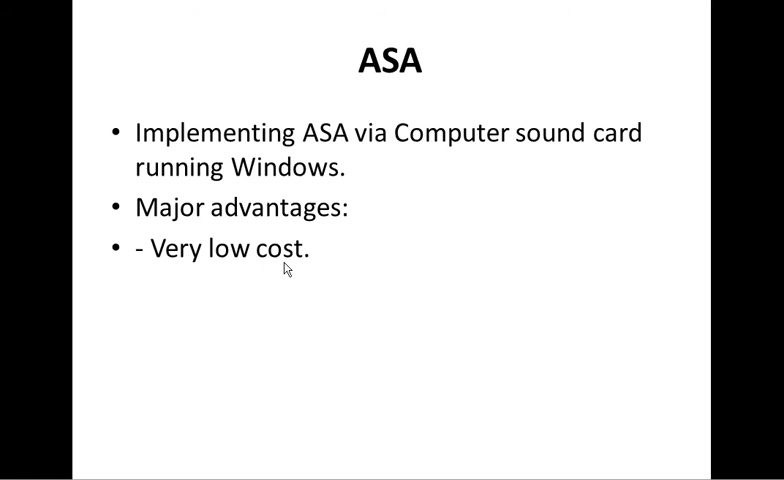 ASA
• Implementing ASA via Computer sound card
running Windows.
• Major advantages:
• - Very low cost.